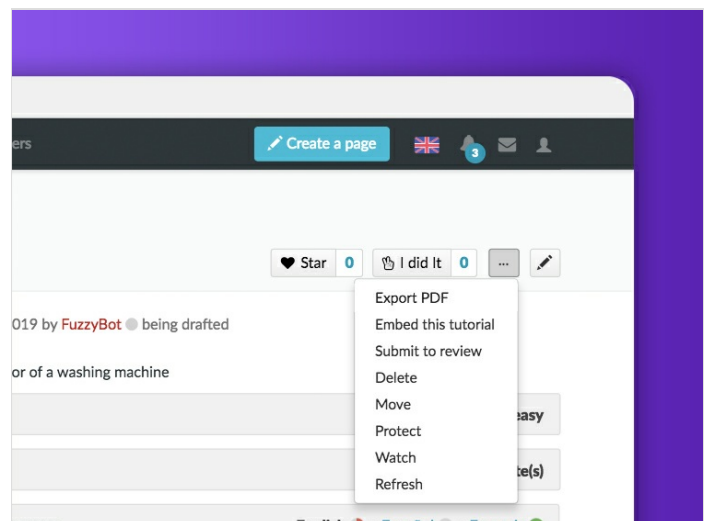 ers
Create a page
3
Star 0
I did It 0
...
Export PDF
019 by FuzzyBot being drafted
Embed this tutorial
Submit to review
or of a washing machine
Delete
Move
easy
Protect
Watch
te(s)
Refresh